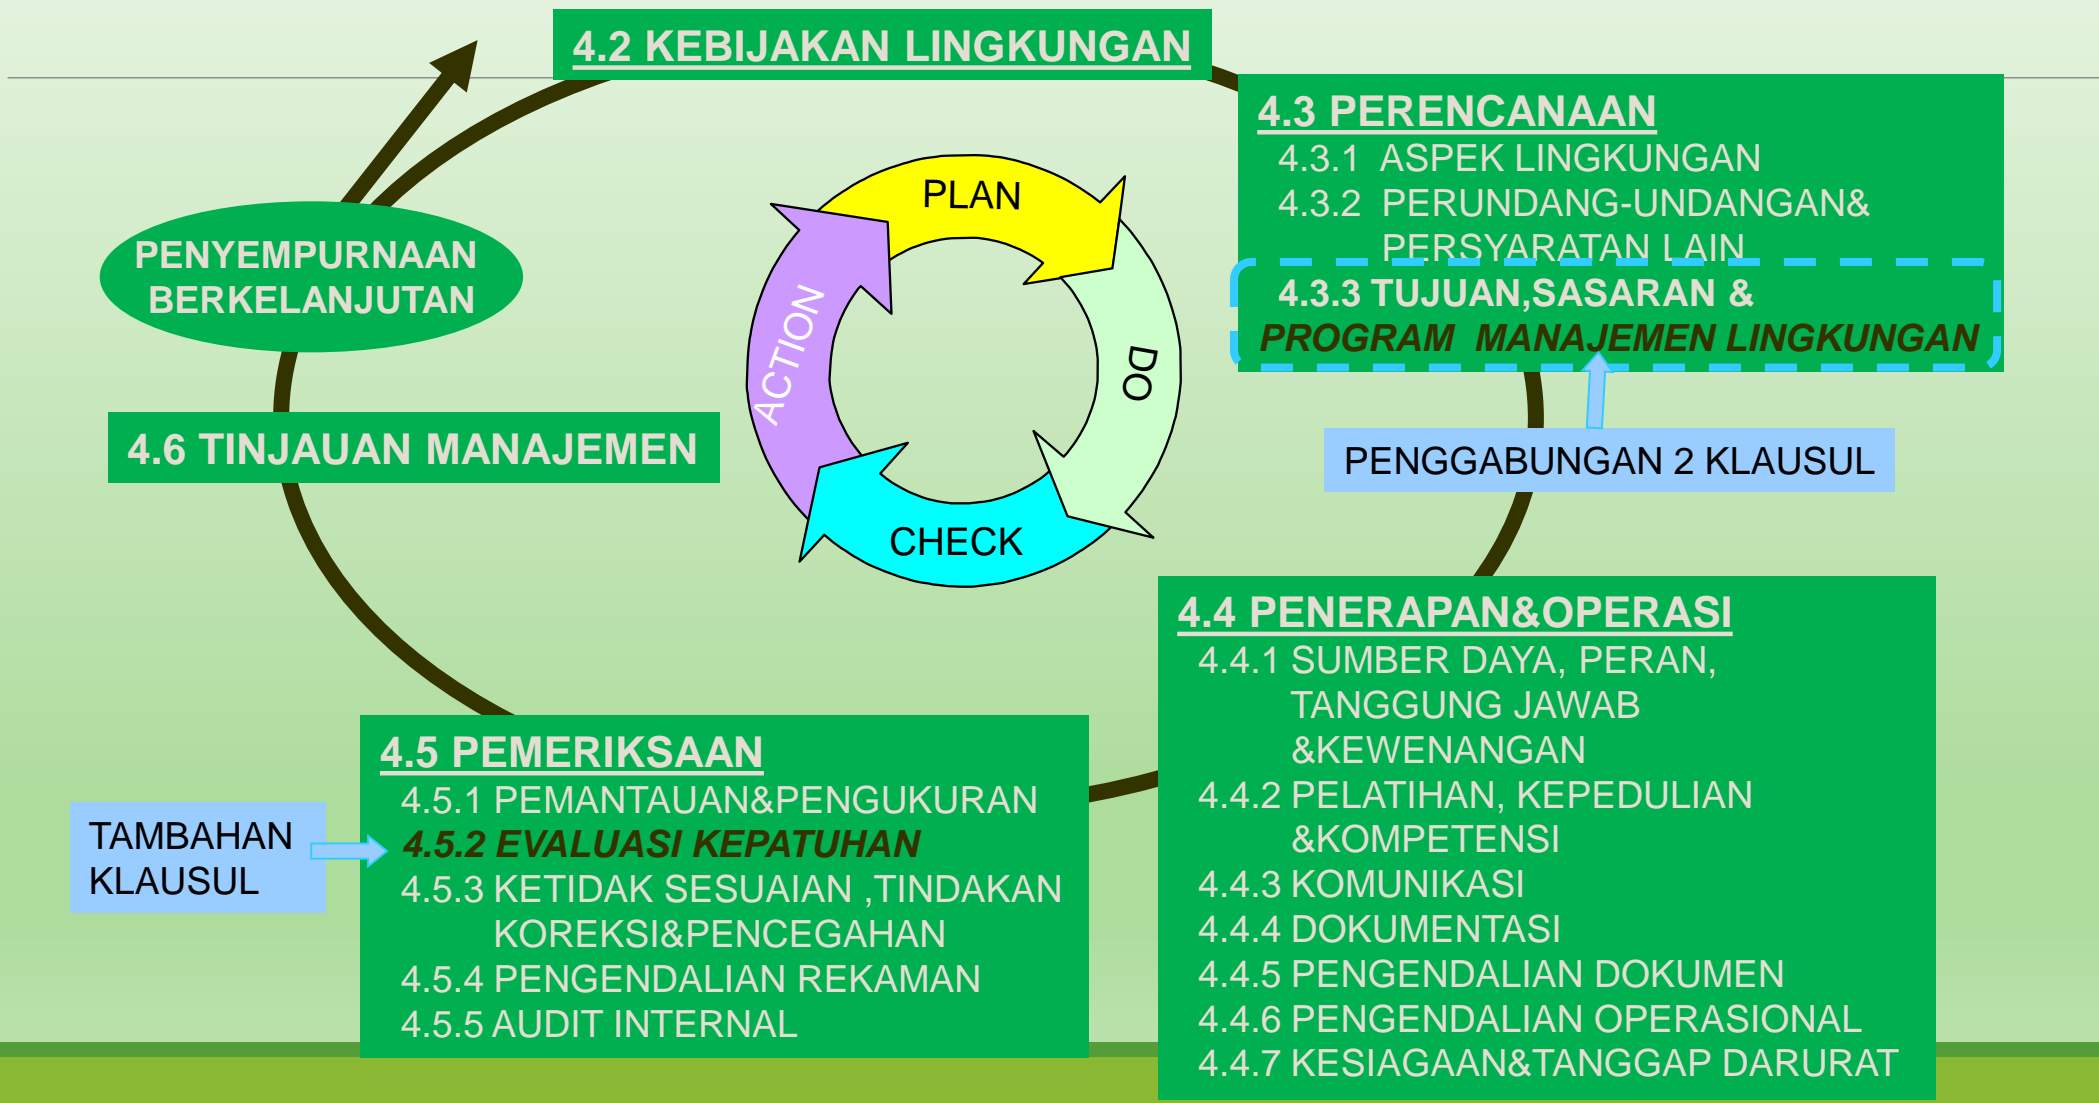 4.2 KEBIJAKAN LINGKUNGAN
4.3 PERENCANAAN
4.3.1 ASPEK LINGKUNGAN
4.3.2 PERUNDANG-UNDANGAN&
PERSYARATAN LAIN
4.3.3 TUJUAN,SASARAN &
PROGRAM MANAJEMEN LINGKUNGAN
PENGGABUNGAN 2 KLAUSUL
PLAN
DO
CHECK
ACTION
PENYEMPURNAAN
BERKELANJUTAN
4.6 TINJAUAN MANAJEMEN
4.4 PENERAPAN&OPERASI
4.4.1 SUMBER DAYA, PERAN,
TANGGUNG JAWAB
&KEWENANGAN
4.4.2 PELATIHAN, KEPEDULIAN
&KOMPETENSI
4.4.3 KOMUNIKASI
4.4.4 DOKUMENTASI
4.4.5 PENGENDALIAN DOKUMEN
4.4.6 PENGENDALIAN OPERASIONAL
4.4.7 KESIAGAAN&TANGGAP DARURAT
4.5 PEMERIKSAAN
4.5.1 PEMANTAUAN&PENGUKURAN
4.5.2 EVALUASI KEPATUHAN
4.5.3 KETIDAK SESUAIAN ,TINDAKAN
KOREKSI&PENCEGAHAN
4.5.4 PENGENDALIAN REKAMAN
4.5.5 AUDIT INTERNAL
TAMBAHAN
KLAUSUL